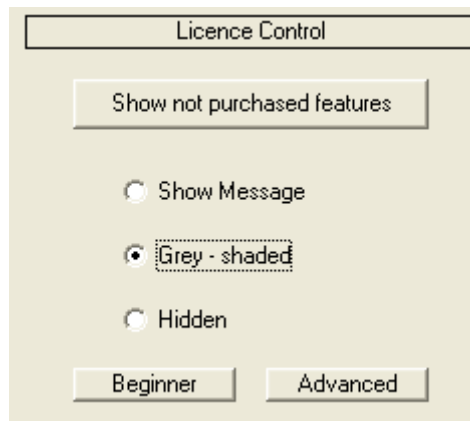 Licence Control
Show not purchased features
Show Message
Grey - shaded
Hidden
Beginner Advanced